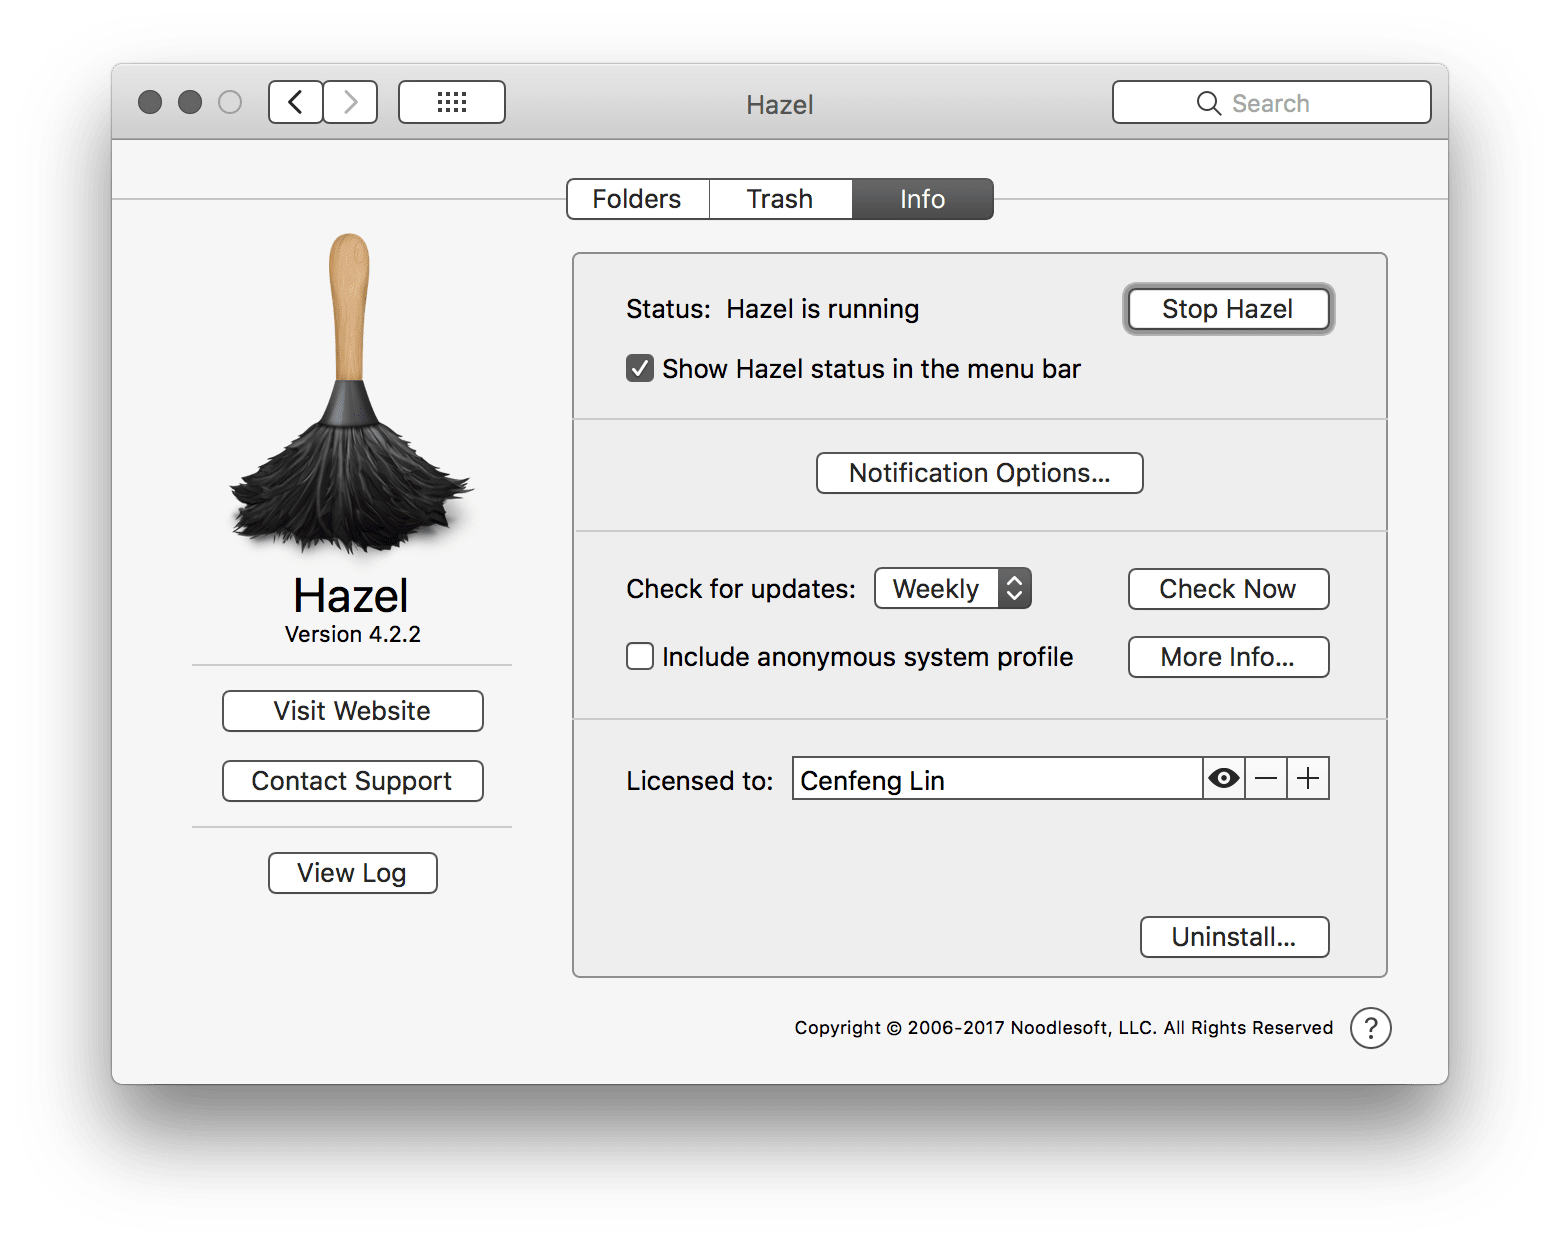 Hazel
Search
Folders Trash Info
Hazel
Version 4.2.2
Visit Website
Contact Support
View Log
Status: Hazel is running Stop Hazel
Show Hazel status in the menu bar
Notification Options...
Check for updates: Weekly Check Now
Include anonymous system profile More Info...
Licensed to: Cenfeng Lin
Uninstall...
Copyright © 2006-2017 Noodlesoft, LLC. All Rights Reserved ?